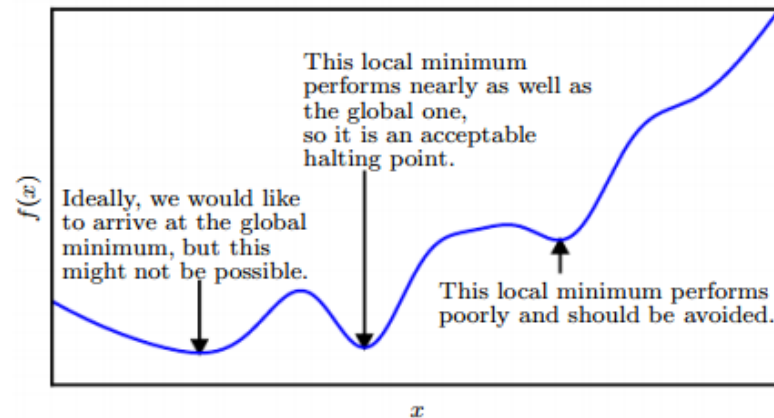 This local minimum
performs nearly as well as
the global one,
so it is an acceptable
halting point.
Ideally, we would like
to arrive at the global
minimum, but this
might not be possible.
This local minimum performs
poorly and should be avoided.
f(x)
x